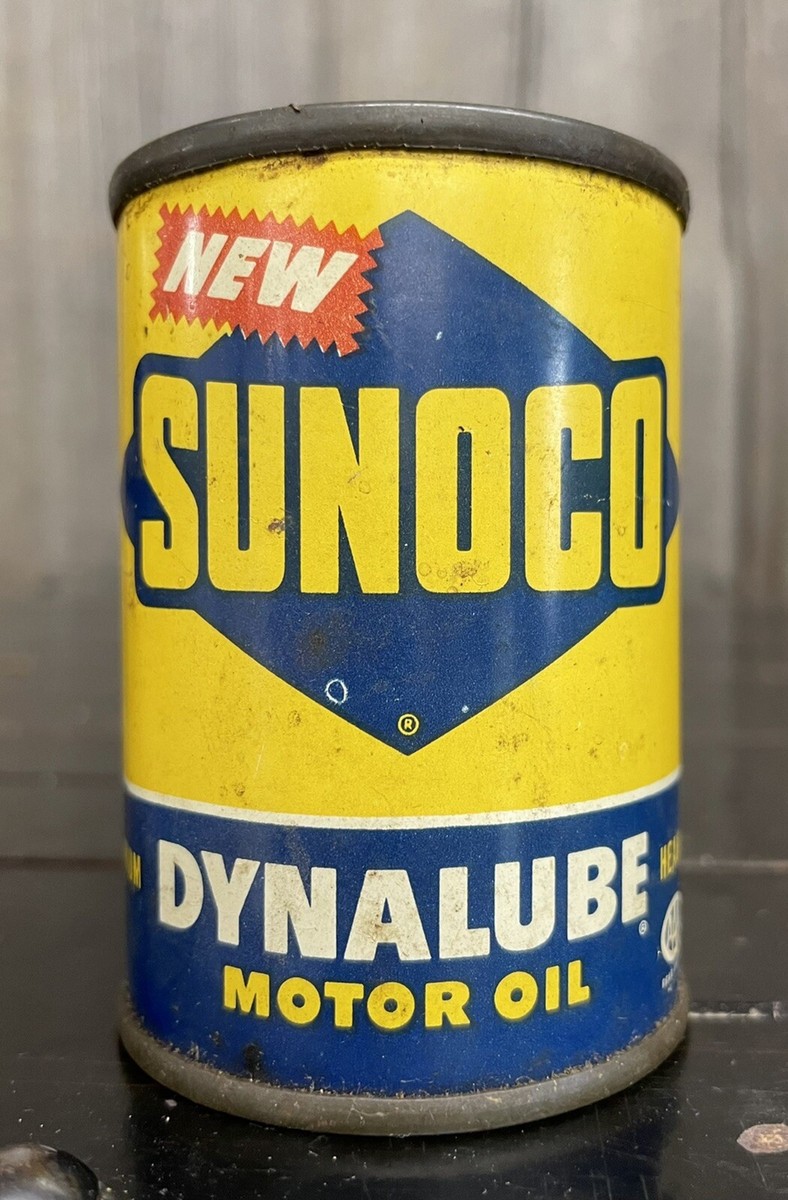 NEW
SUNOCO
®
DYNALUBE®
MOTOR OIL